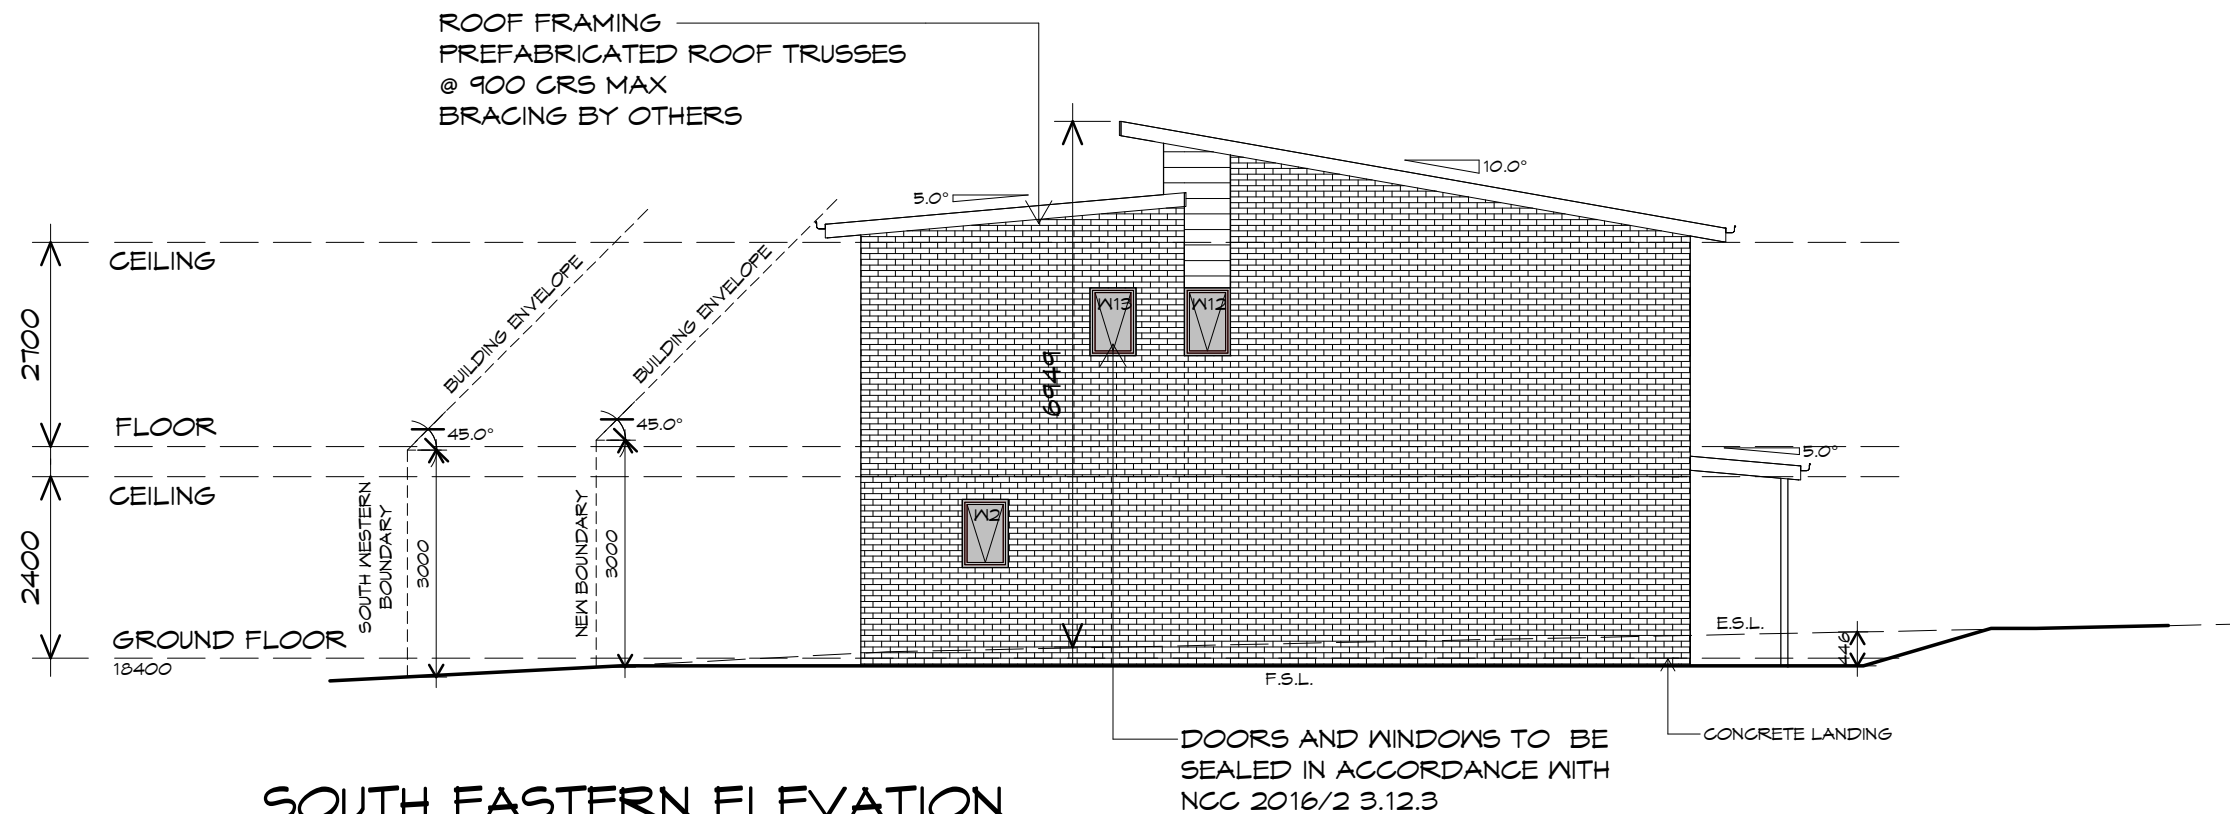 ROOF FRAMING
PREFABRICATED ROOF TRUSSES
@ 900 CRS MAX
BRACING BY OTHERS
10.0°
5.0°
CEILING
BUILDING ENVELOPE
BUILDING ENVELOPE
W13
W12
2700
6949
FLOOR
45.0°
45.0°
5.0°
CEILING
SOUTH WESTERN
BOUNDARY
3000
NEW BOUNDARY
3000
W2
2400
GROUND FLOOR
18400
E.S.L.
446
F.S.L.
CONCRETE LANDING
DOORS AND WINDOWS TO BE
SEALED IN ACCORDANCE WITH
NCC 2016/2 3.12.3
SOUTH EASTERN ELEVATION